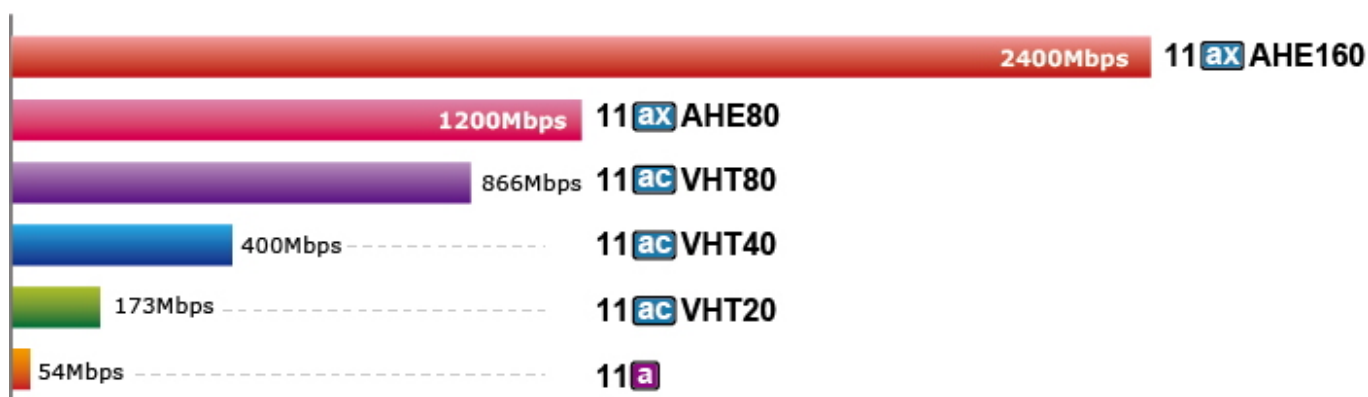 2400Mbps 11ax AHE160
1200Mbps 11ax AHE80
866Mbps 11ac VHT80
400Mbps 11ac VHT40
173Mbps 11ac VHT20
54Mbps 11a